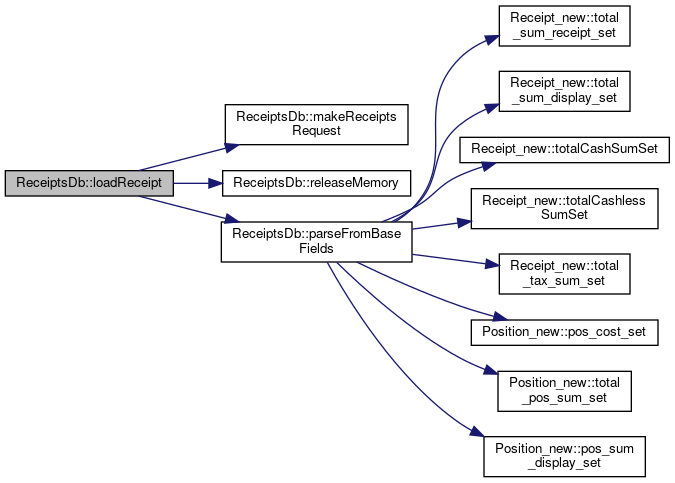 ReceiptsDb::loadReceipt
ReceiptsDb::makeReceipts
Request
ReceiptsDb::releaseMemory
ReceiptsDb::parseFromBase
Fields
Receipt_new::total
_sum_receipt_set
Receipt_new::total
_sum_display_set
Receipt_new::totalCashSumSet
Receipt_new::totalCashless
SumSet
Receipt_new::total
_tax_sum_set
Position_new::pos_cost_set
Position_new::total
_pos_sum_set
Position_new::pos_sum
_display_set